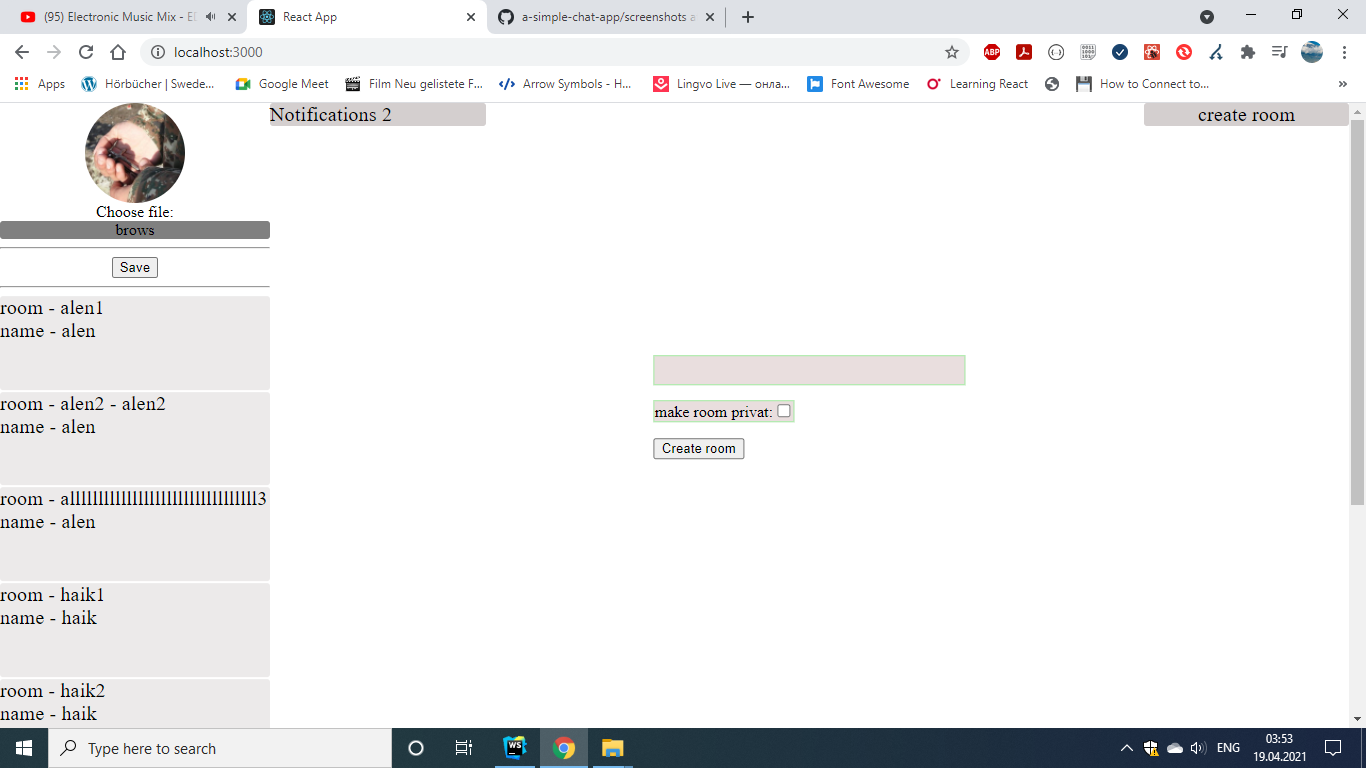 (95) Electronic Music Mix - El
React App
a-simple-chat-app/screenshots a
localhost:3000
ABP
Apps
Hörbücher | Swede...
Google Meet
Film Neu gelistete F...
Arrow Symbols - H...
Lingvo Live — онла...
Font Awesome
Learning React
How to Connect to...
Notifications 2
create room
Choose file:
brows
Save
room - alen1
name - alen
room - alen2 - alen2
name - alen
name - alen
room - haik1
name - haik
room - haik2
name - haik
make room privat:
Create room
Type here to search
WS
ENG
03:53
19.04.2021